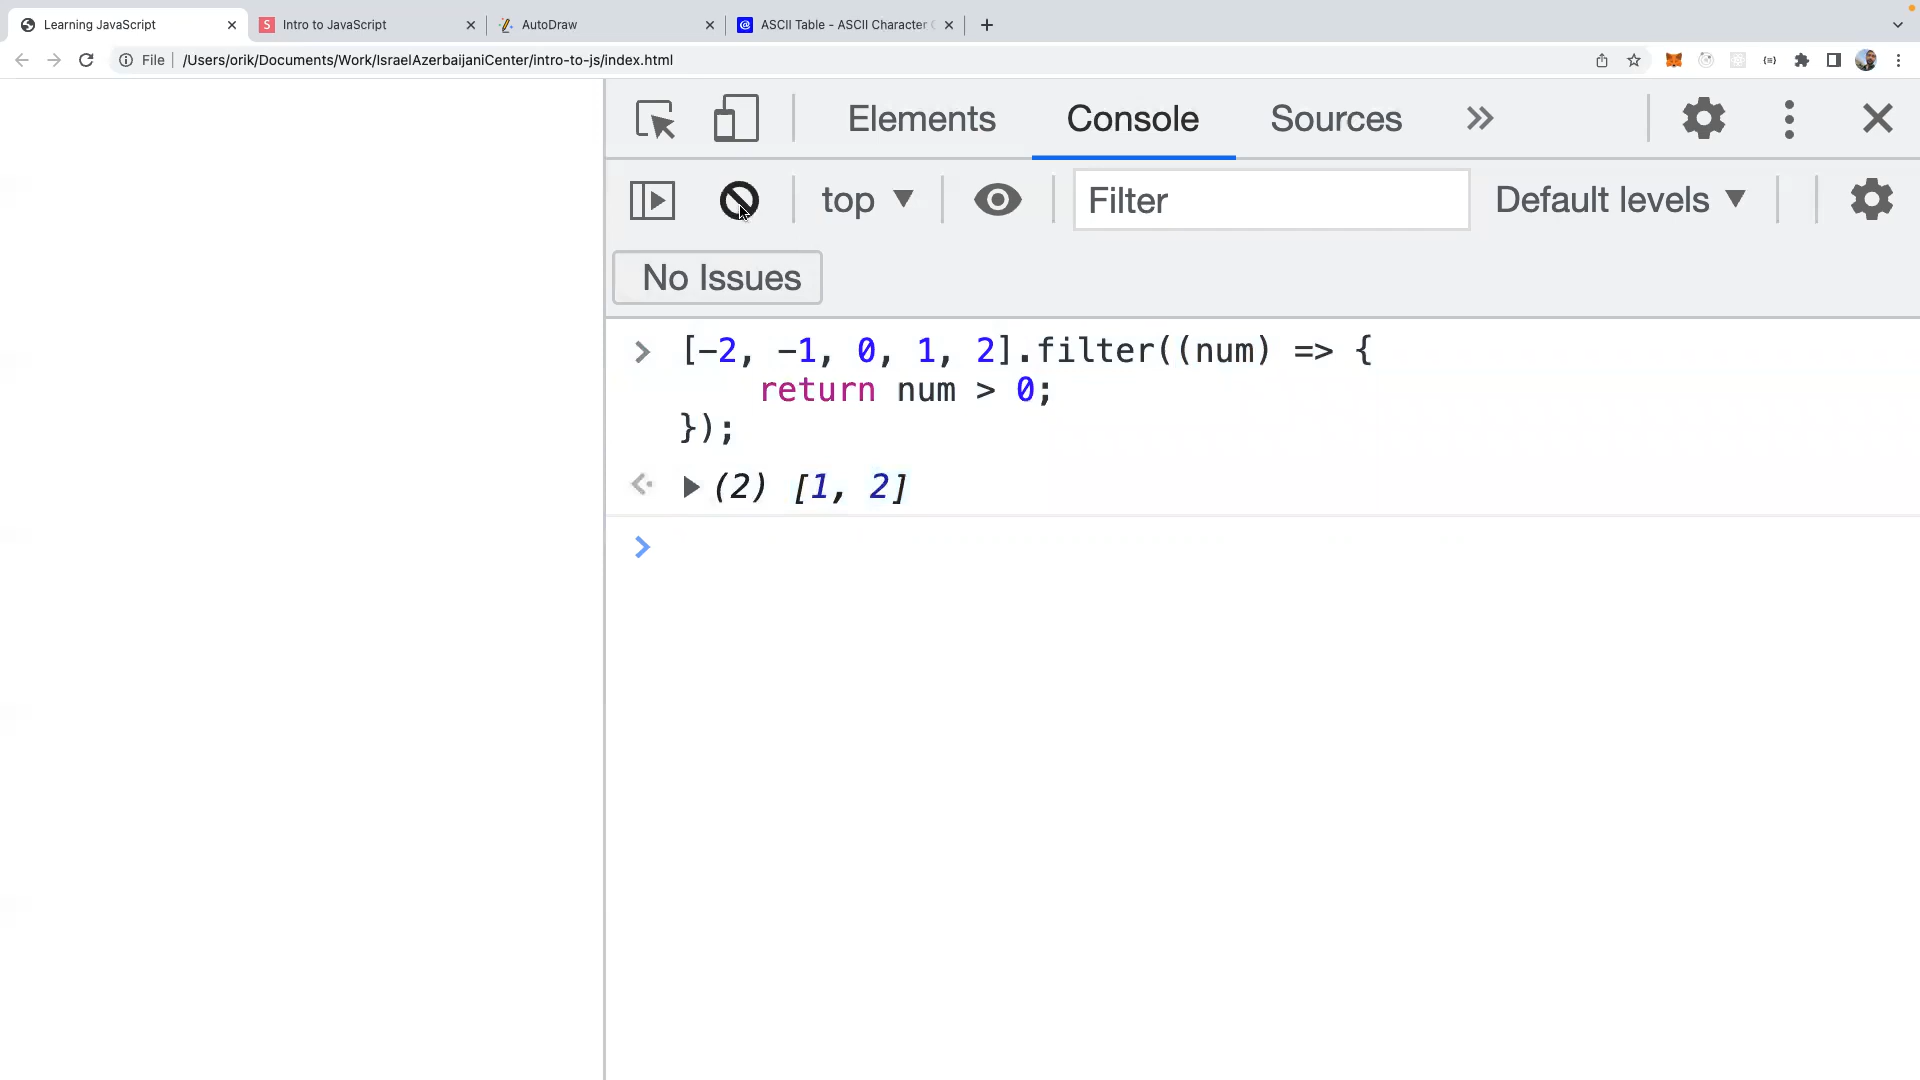 Learning JavaScript
Intro to JavaScript
AutoDraw
ASCII Table - ASCII Character
File
/Users/orik/Documents/Work/IsraelAzerbaijaniCenter/intro-to-js/index.html
Elements
Console
Sources
top
Filter
Default levels
No Issues
> [-2, -1, 0, 1, 2].filter((num) => {
return num > 0;
});
(2) [1, 2]
>